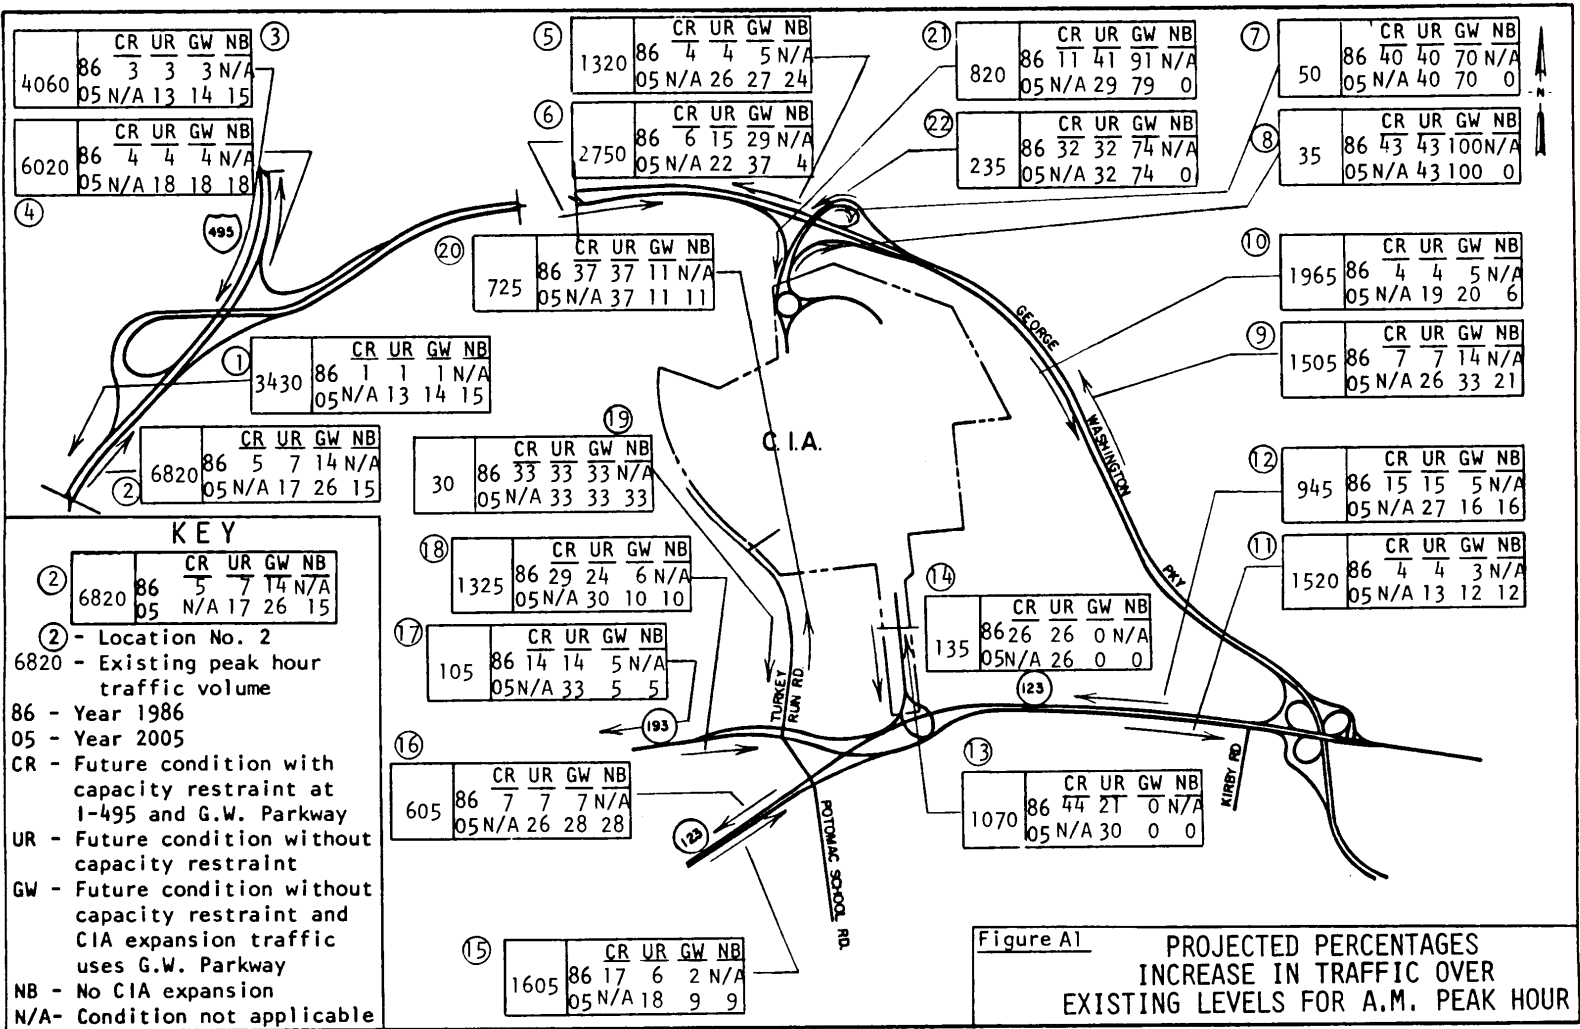 ③
CR UR GW NB
4060 86 3 3 3 N/A
05 N/A 13 14 15
CR UR GW NB
6020 86 4 4 4 N/A
05 N/A 18 18 18
④
⑤
CR UR GW NB
1320 86 4 4 5 N/A
05 N/A 26 27 24
⑥
CR UR GW NB
2750 86 6 15 29 N/A
05 N/A 22 37 4
㉑
CR UR GW NB
820 86 11 41 91 N/A
05 N/A 29 79 0
㉒
CR UR GW NB
235 86 32 32 74 N/A
05 N/A 32 74 0
⑦
CR UR GW NB
50 86 40 40 70 N/A
05 N/A 40 70 0
⑧
CR UR GW NB
35 86 43 43 100 N/A
05 N/A 43 100 0
N
495
⑳
CR UR GW NB
725 86 37 37 11 N/A
05 N/A 37 11 11
⑩
CR UR GW NB
1965 86 4 4 5 N/A
05 N/A 19 20 6
⑨
CR UR GW NB
1505 86 7 7 14 N/A
05 N/A 26 33 21
①
CR UR GW NB
3430 86 1 1 1 N/A
05 N/A 13 14 15
②
CR UR GW NB
6820 86 5 7 14 N/A
05 N/A 17 26 15
⑲
CR UR GW NB
30 86 33 33 33 N/A
05 N/A 33 33 33
C.I.A.
GEORGE
WASHINGTON
PKY
⑫
CR UR GW NB
945 86 15 15 5 N/A
05 N/A 27 16 16
⑪
CR UR GW NB
1520 86 4 4 3 N/A
05 N/A 13 12 12
⑱
CR UR GW NB
1325 86 29 24 6 N/A
05 N/A 30 10 10
⑰
CR UR GW NB
105 86 14 14 5 N/A
05 N/A 33 5 5
⑭
CR UR GW NB
135 86 26 26 0 N/A
05 N/A 26 0 0
TURKEY
RUN RD.
193
123
KIRBY RD
⑯
CR UR GW NB
605 86 7 7 7 N/A
05 N/A 26 28 28
⑬
CR UR GW NB
1070 86 44 21 0 N/A
05 N/A 30 0 0
123
POTOMAC SCHOOL RD.
⑮
CR UR GW NB
1605 86 17 6 2 N/A
05 N/A 18 9 9
KEY
②
CR UR GW NB
6820 86 5 7 14 N/A
05 N/A 17 26 15
② - Location No. 2
6820 - Existing peak hour
traffic volume
86 - Year 1986
05 - Year 2005
CR - Future condition with
capacity restraint at
I-495 and G.W. Parkway
UR - Future condition without
capacity restraint
GW - Future condition without
capacity restraint and
CIA expansion traffic
uses G.W. Parkway
NB - No CIA expansion
N/A- Condition not applicable
Figure A1
PROJECTED PERCENTAGES
INCREASE IN TRAFFIC OVER
EXISTING LEVELS FOR A.M. PEAK HOUR